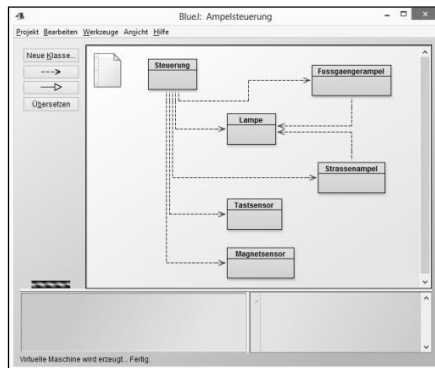 BlueJ: Ampelsteuerung
Projekt Bearbeiten Werkzeuge Ansicht Hilfe
Neue Klasse...
Übersetzen
Steuerung
Fussgaengerampel
Lampe
Strassenampel
Tastsensor
Magnetsensor
Virtuelle Maschine wird erzeugt... Fertig.